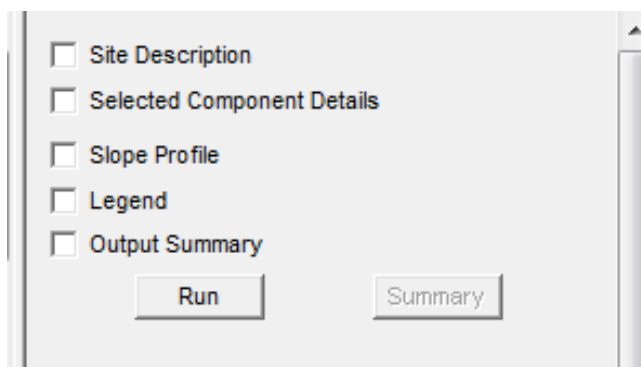 Site Description
Selected Component Details
Slope Profile
Legend
Output Summary
Run Summary